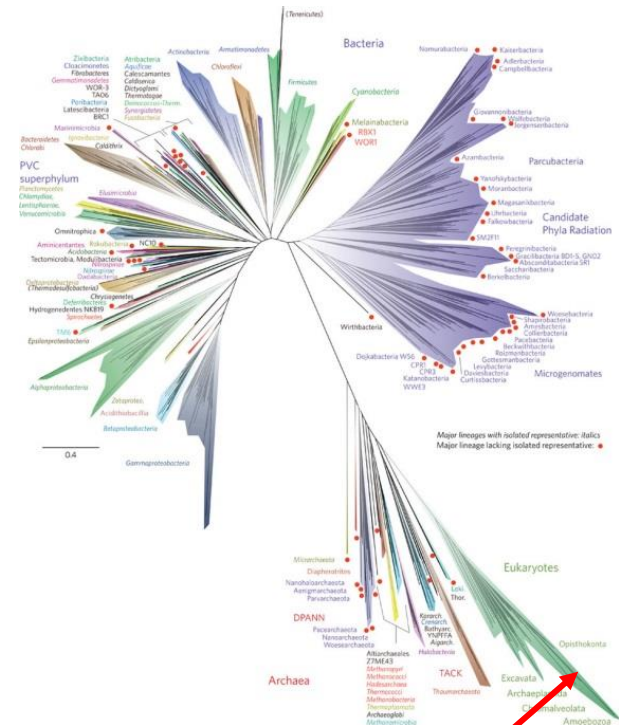 (Tenericutes)
Bacteria
Nomurabacteria
Kaiserbacteria
Adlerbacteria
Campbellbacteria
Zixibacteria
Cloacimonetes
Fibrobacteres
Gemmatimonadetes
WOR-3
TA06
Peribacteria
Latescibacteria
BRC1
Atribacteria
Aquificae
Calescamantes
Caldiserica
Dictyoglomi
Thermotogae
Deinococcus-Therm.
Synergistetes
Fusobacteria
Actinobacteria
Armatimonadetes
Chloroflexi
Firmicutes
Cyanobacteria
Melainabacteria
RBX1
WOR1
Giovannonibacteria
Wolfebacteria
Jorgensenbacteria
Marinimicrobia
Ignavibacteria
Bacteroidetes
Chlorobi
Caldithrix
Azambacteria
Parcubacteria
Yanofskybacteria
Moranbacteria
Magasanikbacteria
Uhrbacteria
Falkowbacteria
Candidate
Phyla Radiation
SM2F11
PVC
superphylum
Planctomycetes
Chlamydiae,
Lentisphaerae,
Verrucomicrobia
Elusimicrobia
Omnitrophica
Aminicenantes
Rokubacteria
NC10
Acidobacteria
Tectomicrobia, Modulibacteria
Nitrospinae
Nitrospirae
Dadabacteria
Deltaproteobacteria
(Thermodesulfobacteria)
Chrysiogenetes
Deferribacteres
Hydrogenedentes NKB19
Spirochaetes
TM6
Epsilonproteobacteria
Peregrinibacteria
Gracilibacteria BD1-5, GN02
Absconditabacteria SR1
Saccharibacteria
Berkelbacteria
Woesebacteria
Shapirobacteria
Amesbacteria
Collierbacteria
Pacebacteria
Beckwithbacteria
Roizmanbacteria
Gottesmanbacteria
Levybacteria
Daviesbacteria
Curtissbacteria
Microgenomates
Wirthbacteria
Dojkabacteria WS6
CPR1
CPR3
Katanobacteria
WWE3
Alphaproteobacteria
Zetaproteo.
Acidithiobacillia
Betaproteobacteria
Gammaproteobacteria
0.4
Major lineages with isolated representative: italics
Major lineage lacking isolated representative:
Micrarchaeota
Diapherotrites
Nanohaloarchaeota
Aenigmarchaeota
Parvarchaeota
DPANN
Pacearchaeota
Nanoarchaeota
Woesearchaeota
Altiarchaeales
Z7ME43
Methanopyri
Methanococci
Hadesarchaea
Thermococci
Methanobacteria
Thermoplasmata
Archaeoglobi
Methanomicrobia
Halobacteria
Archaea
Korarch.
Crenarch.
Bathyarc.
YNPFFA
Aigarch.
TACK
Thaumarchaeota
Loki.
Thor.
Eukaryotes
Opisthokonta
Excavata
Archaeplastida
Chromalveolata
Amoebozoa